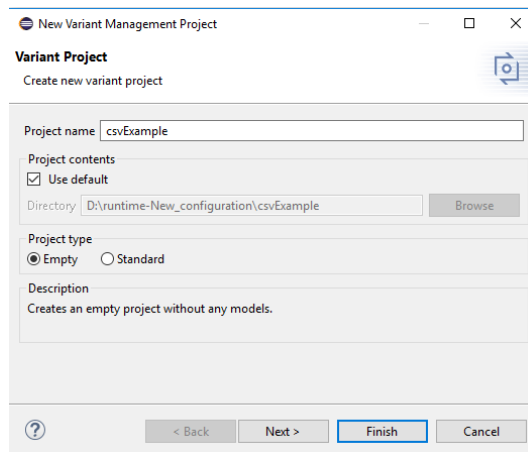 New Variant Management Project
Variant Project
Create new variant project
Project name csvExample
Project contents
Use default
Directory D:\runtime-New_configuration\csvExample Browse
Project type
Empty Standard
Description
Creates an empty project without any models.
? < Back Next > Finish Cancel